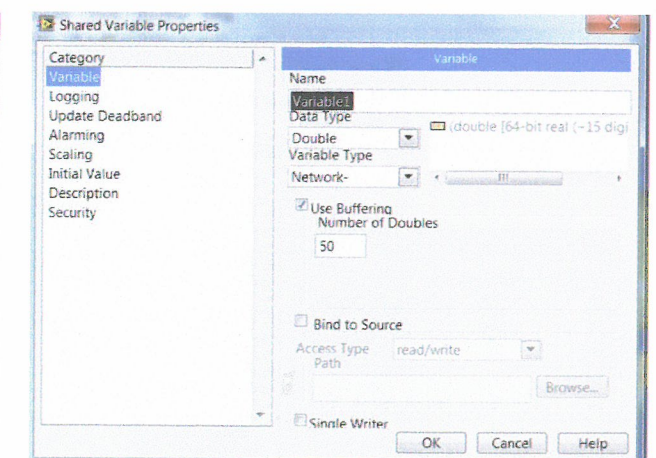 Shared Variable Properties
Category
Variable
Logging
Update Deadband
Alarming
Scaling
Initial Value
Description
Security
Variable
Name
Variable1
Data Type
Double
(double [64-bit real (~15 digi
Variable Type
Network-
Use Buffering
Number of Doubles
50
Bind to Source
Access Type read/write
Path
Browse...
Single Writer
OK Cancel Help